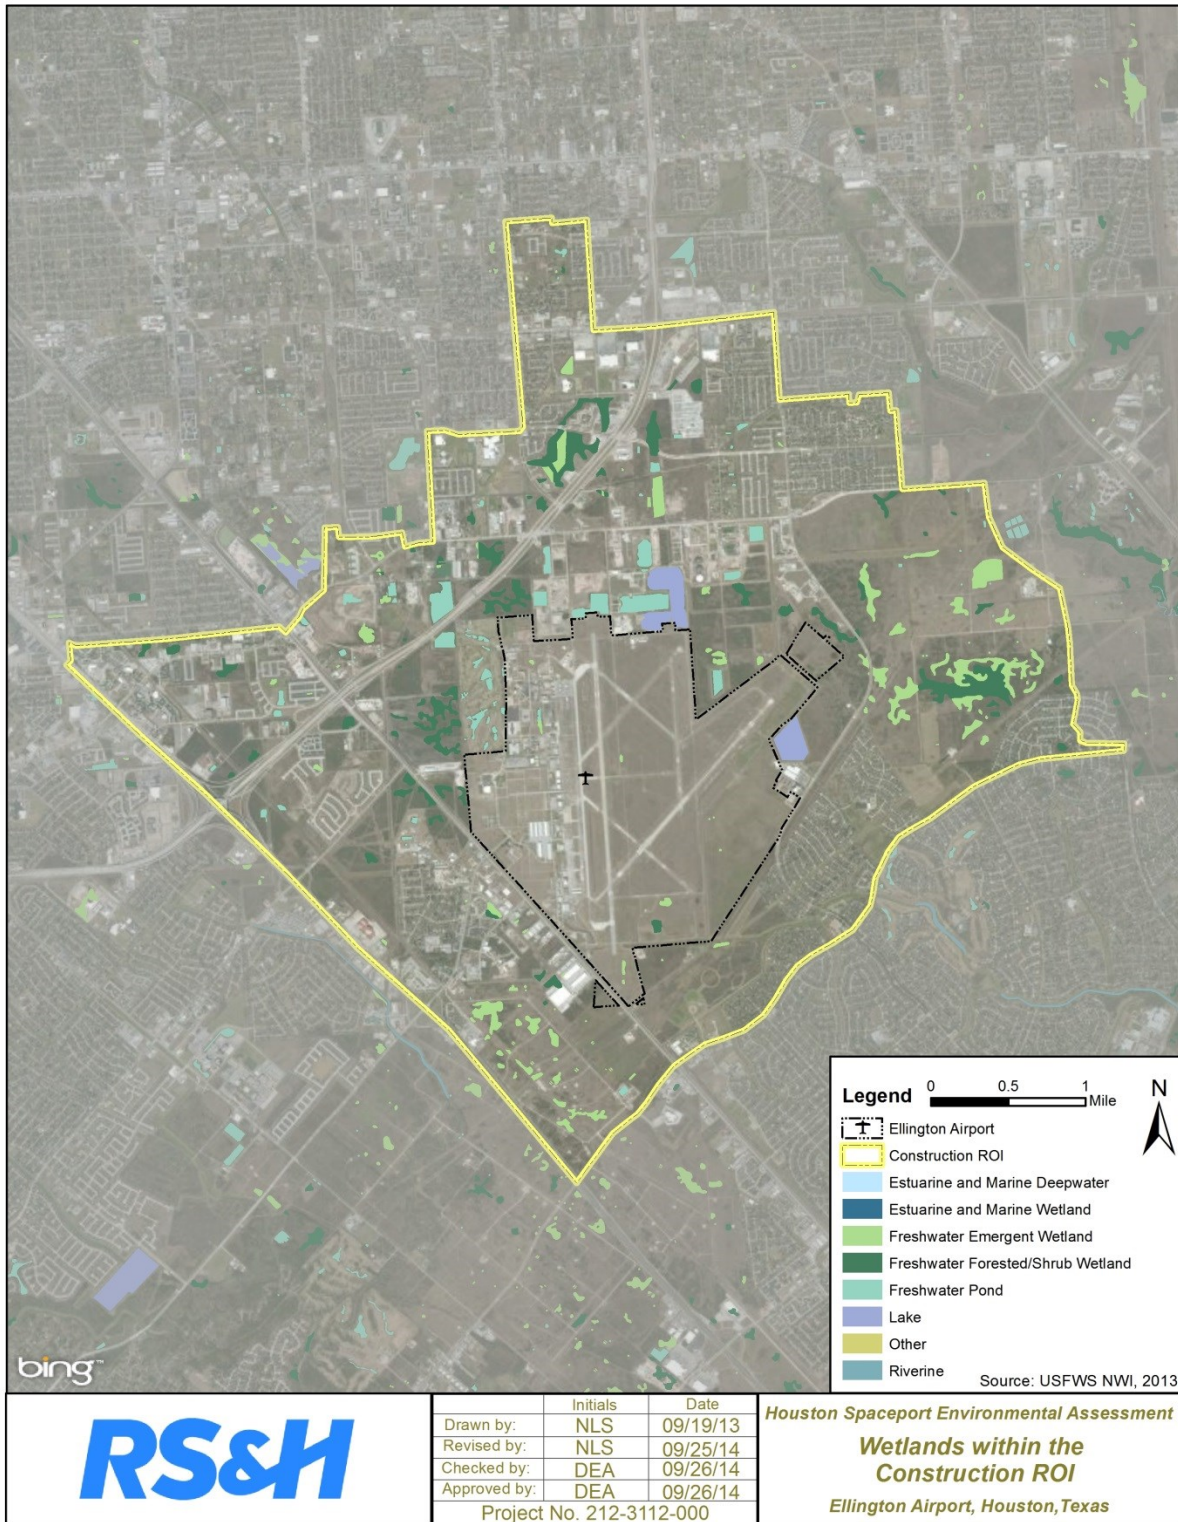 Legend
0 0.5 1
Mile
N
Ellington Airport
Construction ROI
Estuarine and Marine Deepwater
Estuarine and Marine Wetland
Freshwater Emergent Wetland
Freshwater Forested/Shrub Wetland
Freshwater Pond
Lake
Other
Riverine
Source: USFWS NWI, 2013
bing™
RS&H
Initials Date
Drawn by: NLS 09/19/13
Revised by: NLS 09/25/14
Checked by: DEA 09/26/14
Approved by: DEA 09/26/14
Project No. 212-3112-000
Houston Spaceport Environmental Assessment
Wetlands within the
Construction ROI
Ellington Airport, Houston,Texas